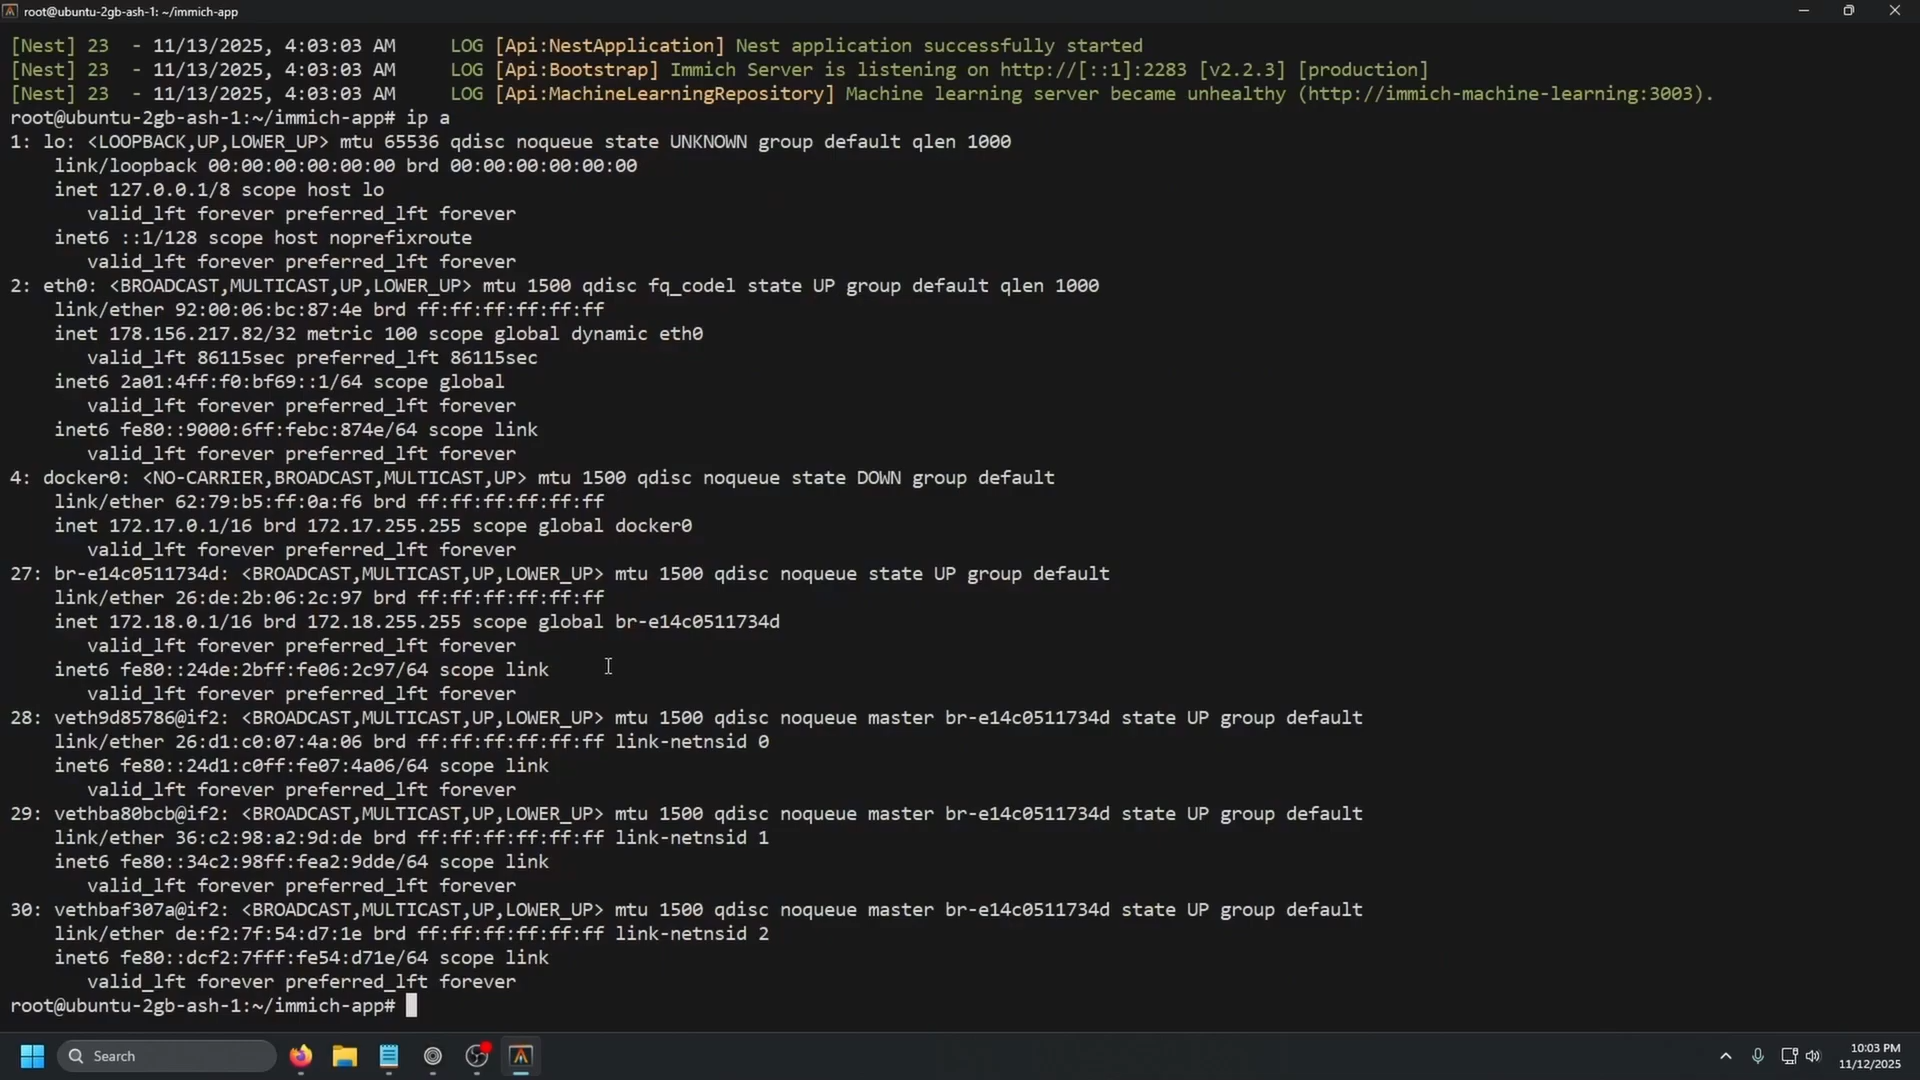 root@ubuntu-2gb-ash-1: ~/immich-app
[Nest] 23  - 11/13/2025, 4:03:03 AM     LOG [Api:NestApplication] Nest application successfully started
[Nest] 23  - 11/13/2025, 4:03:03 AM     LOG [Api:Bootstrap] Immich Server is listening on http://[::1]:2283 [v2.2.3] [production]
[Nest] 23  - 11/13/2025, 4:03:03 AM     LOG [Api:MachineLearningRepository] Machine learning server became unhealthy (http://immich-machine-learning:3003).
root@ubuntu-2gb-ash-1:~/immich-app# ip a
1: lo: <LOOPBACK,UP,LOWER_UP> mtu 65536 qdisc noqueue state UNKNOWN group default qlen 1000
    link/loopback 00:00:00:00:00:00 brd 00:00:00:00:00:00
    inet 127.0.0.1/8 scope host lo
       valid_lft forever preferred_lft forever
    inet6 ::1/128 scope host noprefixroute
       valid_lft forever preferred_lft forever
2: eth0: <BROADCAST,MULTICAST,UP,LOWER_UP> mtu 1500 qdisc fq_codel state UP group default qlen 1000
    link/ether 92:00:06:bc:87:4e brd ff:ff:ff:ff:ff:ff
    inet 178.156.217.82/32 metric 100 scope global dynamic eth0
       valid_lft 86115sec preferred_lft 86115sec
    inet6 2a01:4ff:f0:bf69::1/64 scope global
       valid_lft forever preferred_lft forever
    inet6 fe80::9000:6ff:febc:874e/64 scope link
       valid_lft forever preferred_lft forever
4: docker0: <NO-CARRIER,BROADCAST,MULTICAST,UP> mtu 1500 qdisc noqueue state DOWN group default
    link/ether 62:79:b5:ff:0a:f6 brd ff:ff:ff:ff:ff:ff
    inet 172.17.0.1/16 brd 172.17.255.255 scope global docker0
       valid_lft forever preferred_lft forever
27: br-e14c0511734d: <BROADCAST,MULTICAST,UP,LOWER_UP> mtu 1500 qdisc noqueue state UP group default
    link/ether 26:de:2b:06:2c:97 brd ff:ff:ff:ff:ff:ff
    inet 172.18.0.1/16 brd 172.18.255.255 scope global br-e14c0511734d
       valid_lft forever preferred_lft forever
    inet6 fe80::24de:2bff:fe06:2c97/64 scope link
       valid_lft forever preferred_lft forever
28: veth9d85786@if2: <BROADCAST,MULTICAST,UP,LOWER_UP> mtu 1500 qdisc noqueue master br-e14c0511734d state UP group default
    link/ether 26:d1:c0:07:4a:06 brd ff:ff:ff:ff:ff:ff link-netnsid 0
    inet6 fe80::24d1:c0ff:fe07:4a06/64 scope link
       valid_lft forever preferred_lft forever
29: vethba80bcb@if2: <BROADCAST,MULTICAST,UP,LOWER_UP> mtu 1500 qdisc noqueue master br-e14c0511734d state UP group default
    link/ether 36:c2:98:a2:9d:de brd ff:ff:ff:ff:ff:ff link-netnsid 1
    inet6 fe80::34c2:98ff:fea2:9dde/64 scope link
       valid_lft forever preferred_lft forever
30: vethbaf307a@if2: <BROADCAST,MULTICAST,UP,LOWER_UP> mtu 1500 qdisc noqueue master br-e14c0511734d state UP group default
    link/ether de:f2:7f:54:d7:1e brd ff:ff:ff:ff:ff:ff link-netnsid 2
    inet6 fe80::dcf2:7fff:fe54:d71e/64 scope link
       valid_lft forever preferred_lft forever
root@ubuntu-2gb-ash-1:~/immich-app#
Search
10:03 PM
11/12/2025